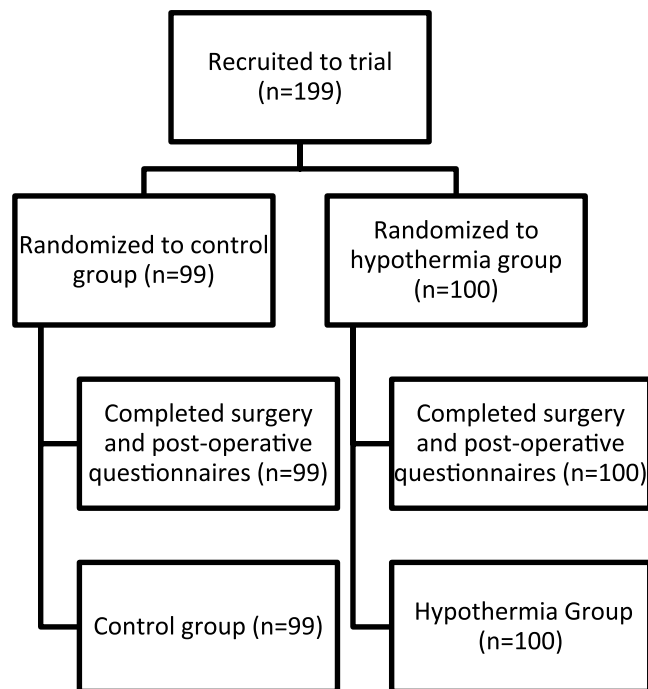 Recruited to trial
(n=199)
Randomized to control
group (n=99)
Randomized to
hypothermia group
(n=100)
Completed surgery
and post-operative
questionnaires (n=99)
Completed surgery
and post-operative
questionnaires (n=100)
Control group (n=99)
Hypothermia Group
(n=100)